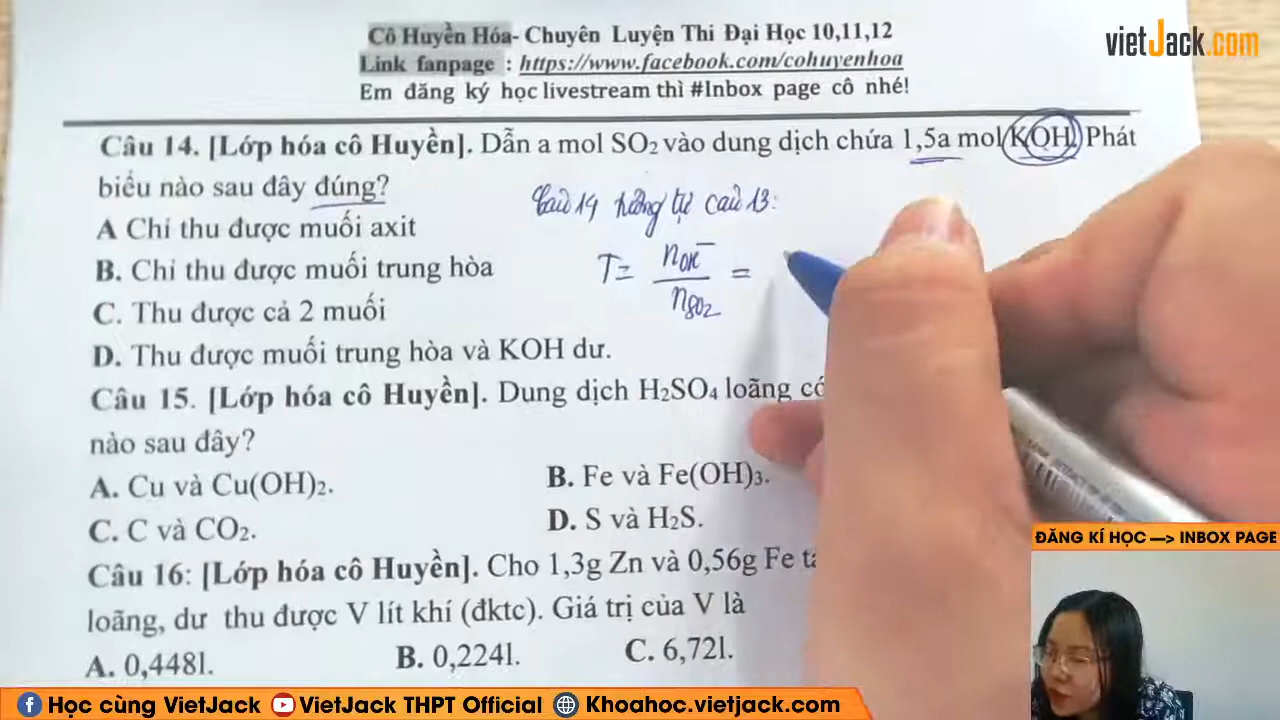 Cô Huyền Hóa- Chuyên Luyện Thi Đại Học 10,11,12
vietJack.com
Link fanpage : https://www.facebook.com/cohuyenhoa
Em đăng ký học livestream thì #Inbox page cô nhé!
Câu 14. [Lớp hóa cô Huyền]. Dẫn a mol SO₂ vào dung dịch chứa 1,5a mol KOH. Phát
biểu nào sau đây đúng?
Câu 14 tương tự câu 13:
A Chỉ thu được muối axit
T= nOH⁻ / nSO₂ =
B. Chỉ thu được muối trung hòa
C. Thu được cả 2 muối
D. Thu được muối trung hòa và KOH dư.
Câu 15. [Lớp hóa cô Huyền]. Dung dịch H₂SO₄ loãng có
nào sau đây?
A. Cu và Cu(OH)₂.
B. Fe và Fe(OH)₃.
C. C và CO₂.
D. S và H₂S.
Câu 16: [Lớp hóa cô Huyền]. Cho 1,3g Zn và 0,56g Fe
loãng, dư thu được V lít khí (đktc). Giá trị của V là
A. 0,448l.
B. 0,224l.
C. 6,72l.
ĐĂNG KÍ HỌC —> INBOX PAGE
Học cùng VietJack
VietJack THPT Official
Khoahoc.vietjack.com